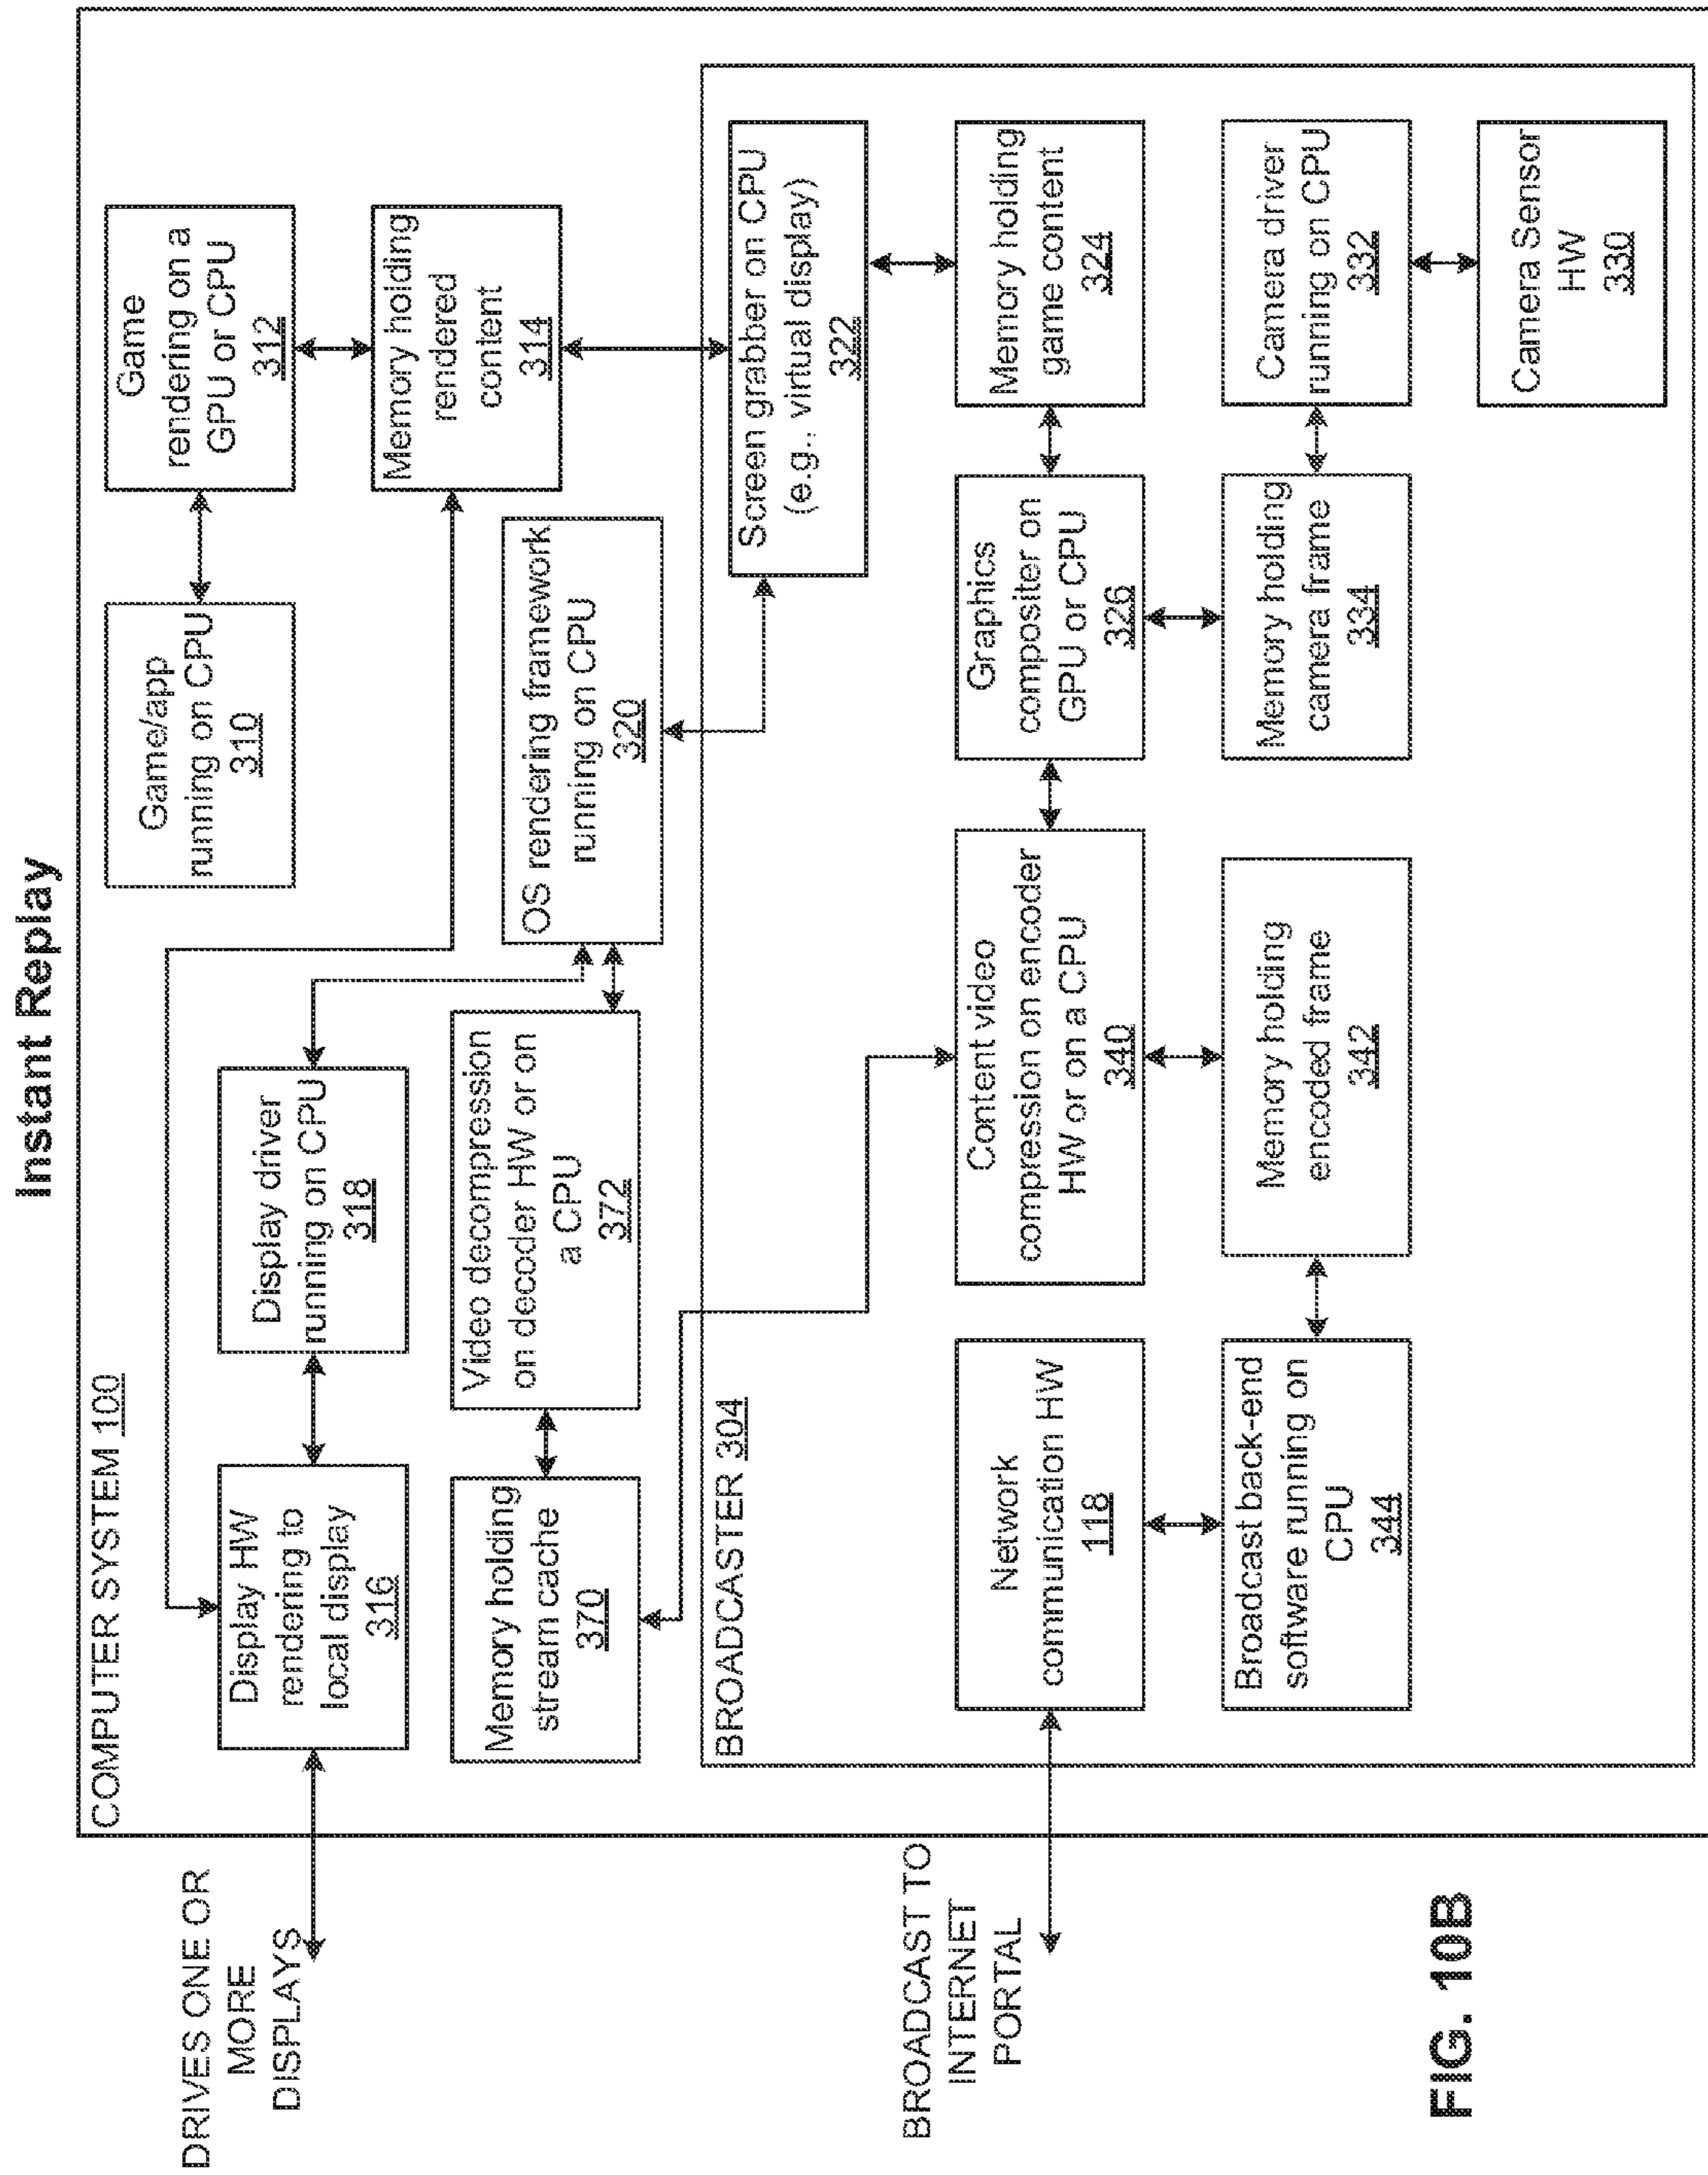 Instant Replay
COMPUTER SYSTEM 100
DRIVES ONE OR
MORE
DISPLAYS
Display HW
rendering to
local display
316
Display driver
running on CPU
318
Game/app
running on CPU
310
Game
rendering on a
GPU or CPU
312
Memory holding
stream cache
370
Video decompression
on decoder HW or on
a CPU
372
OS rendering framework
running on CPU
320
Memory holding
rendered
content
314
BROADCASTER 304
Screen grabber on CPU
(e.g., virtual display)
322
BROADCAST TO
INTERNET
PORTAL
Network
communication HW
118
Content video
compression on encoder
HW or on a CPU
340
Graphics
compositer on
GPU or CPU
326
Memory holding
game content
324
Broadcast back-end
software running on
CPU
344
Memory holding
encoded frame
342
Memory holding
camera frame
334
Camera driver
running on CPU
332
Camera Sensor
HW
330
FIG. 10B